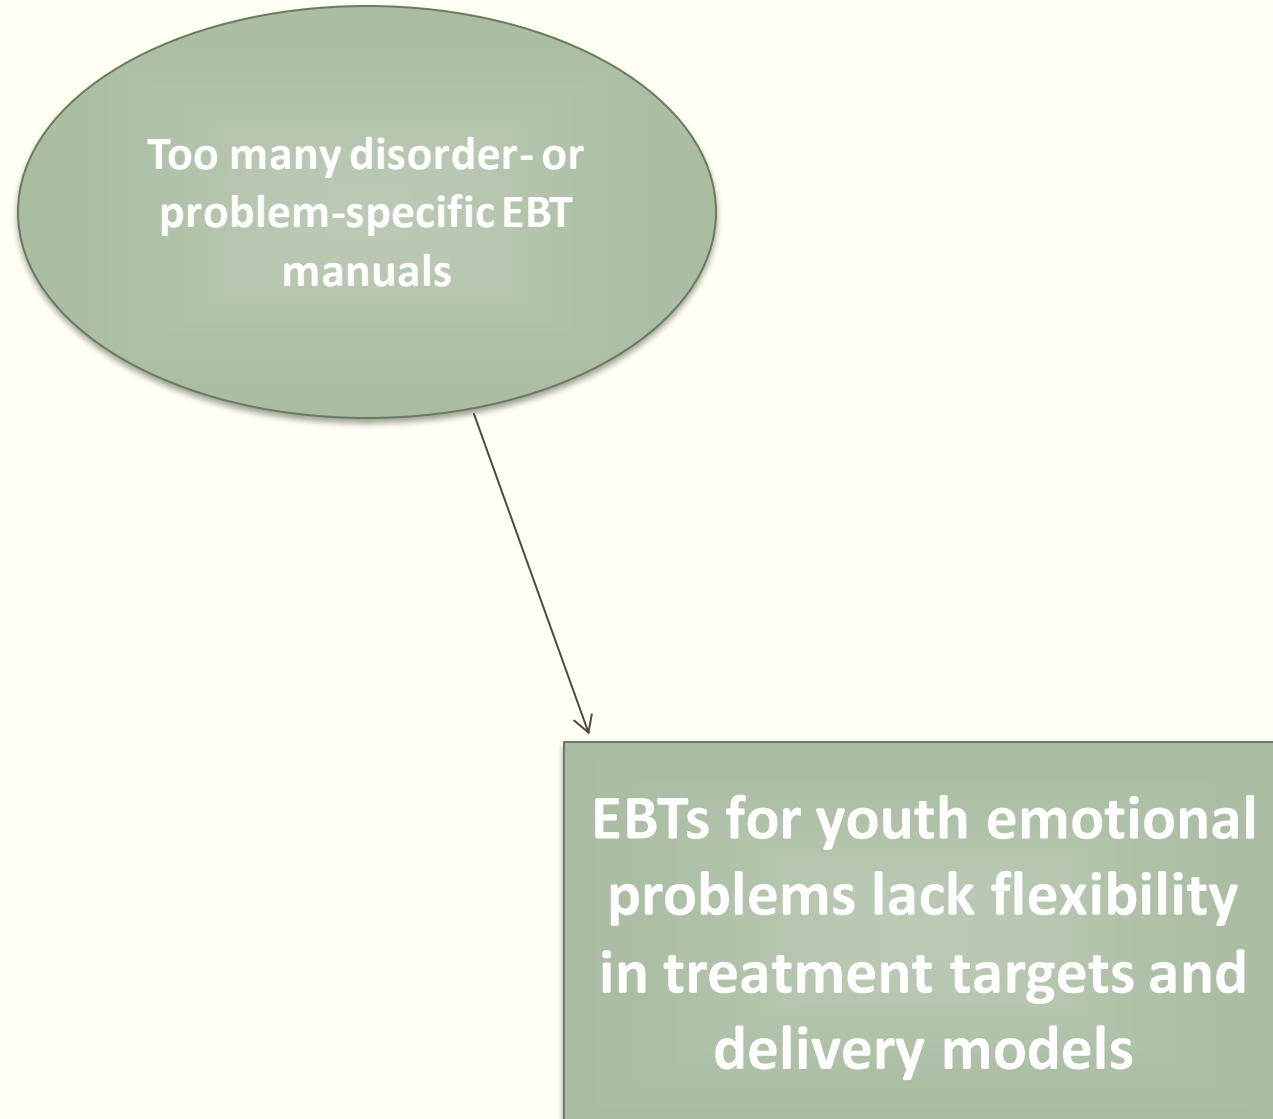 Too many disorder- or
problem-specific EBT
manuals
EBTs for youth emotional
problems lack flexibility
in treatment targets and
delivery models